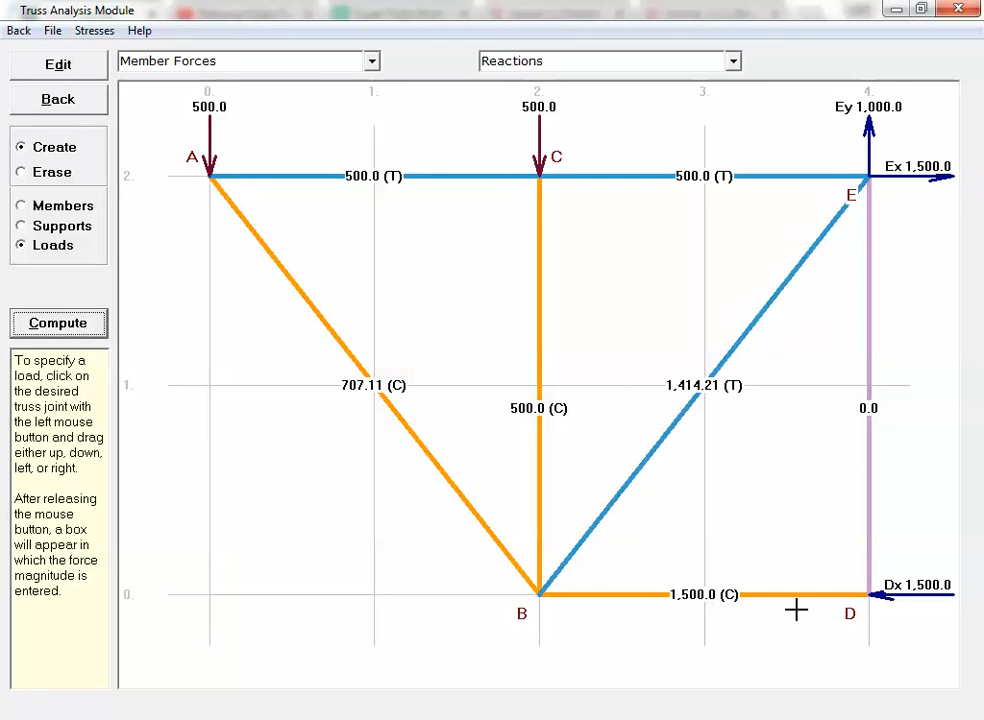 Truss Analysis Module
Back File Stresses Help
Edit
Member Forces
Reactions
Back
0. 1. 2. 3. 4.
500.0 500.0 Ey 1,000.0
Create
Erase
A C
Ex 1,500.0
2. 500.0 (T) 500.0 (T)
E
Members
Supports
Loads
Compute
To specify a
load, click on
the desired
truss joint with
the left mouse
button and drag
either up, down,
left, or right.
After releasing
the mouse
button, a box
will appear in
which the force
magnitude is
entered.
1. 707.11 (C) 1,414.21 (T)
500.0 (C) 0.0
Dx 1,500.0
0. 1,500.0 (C)
B D